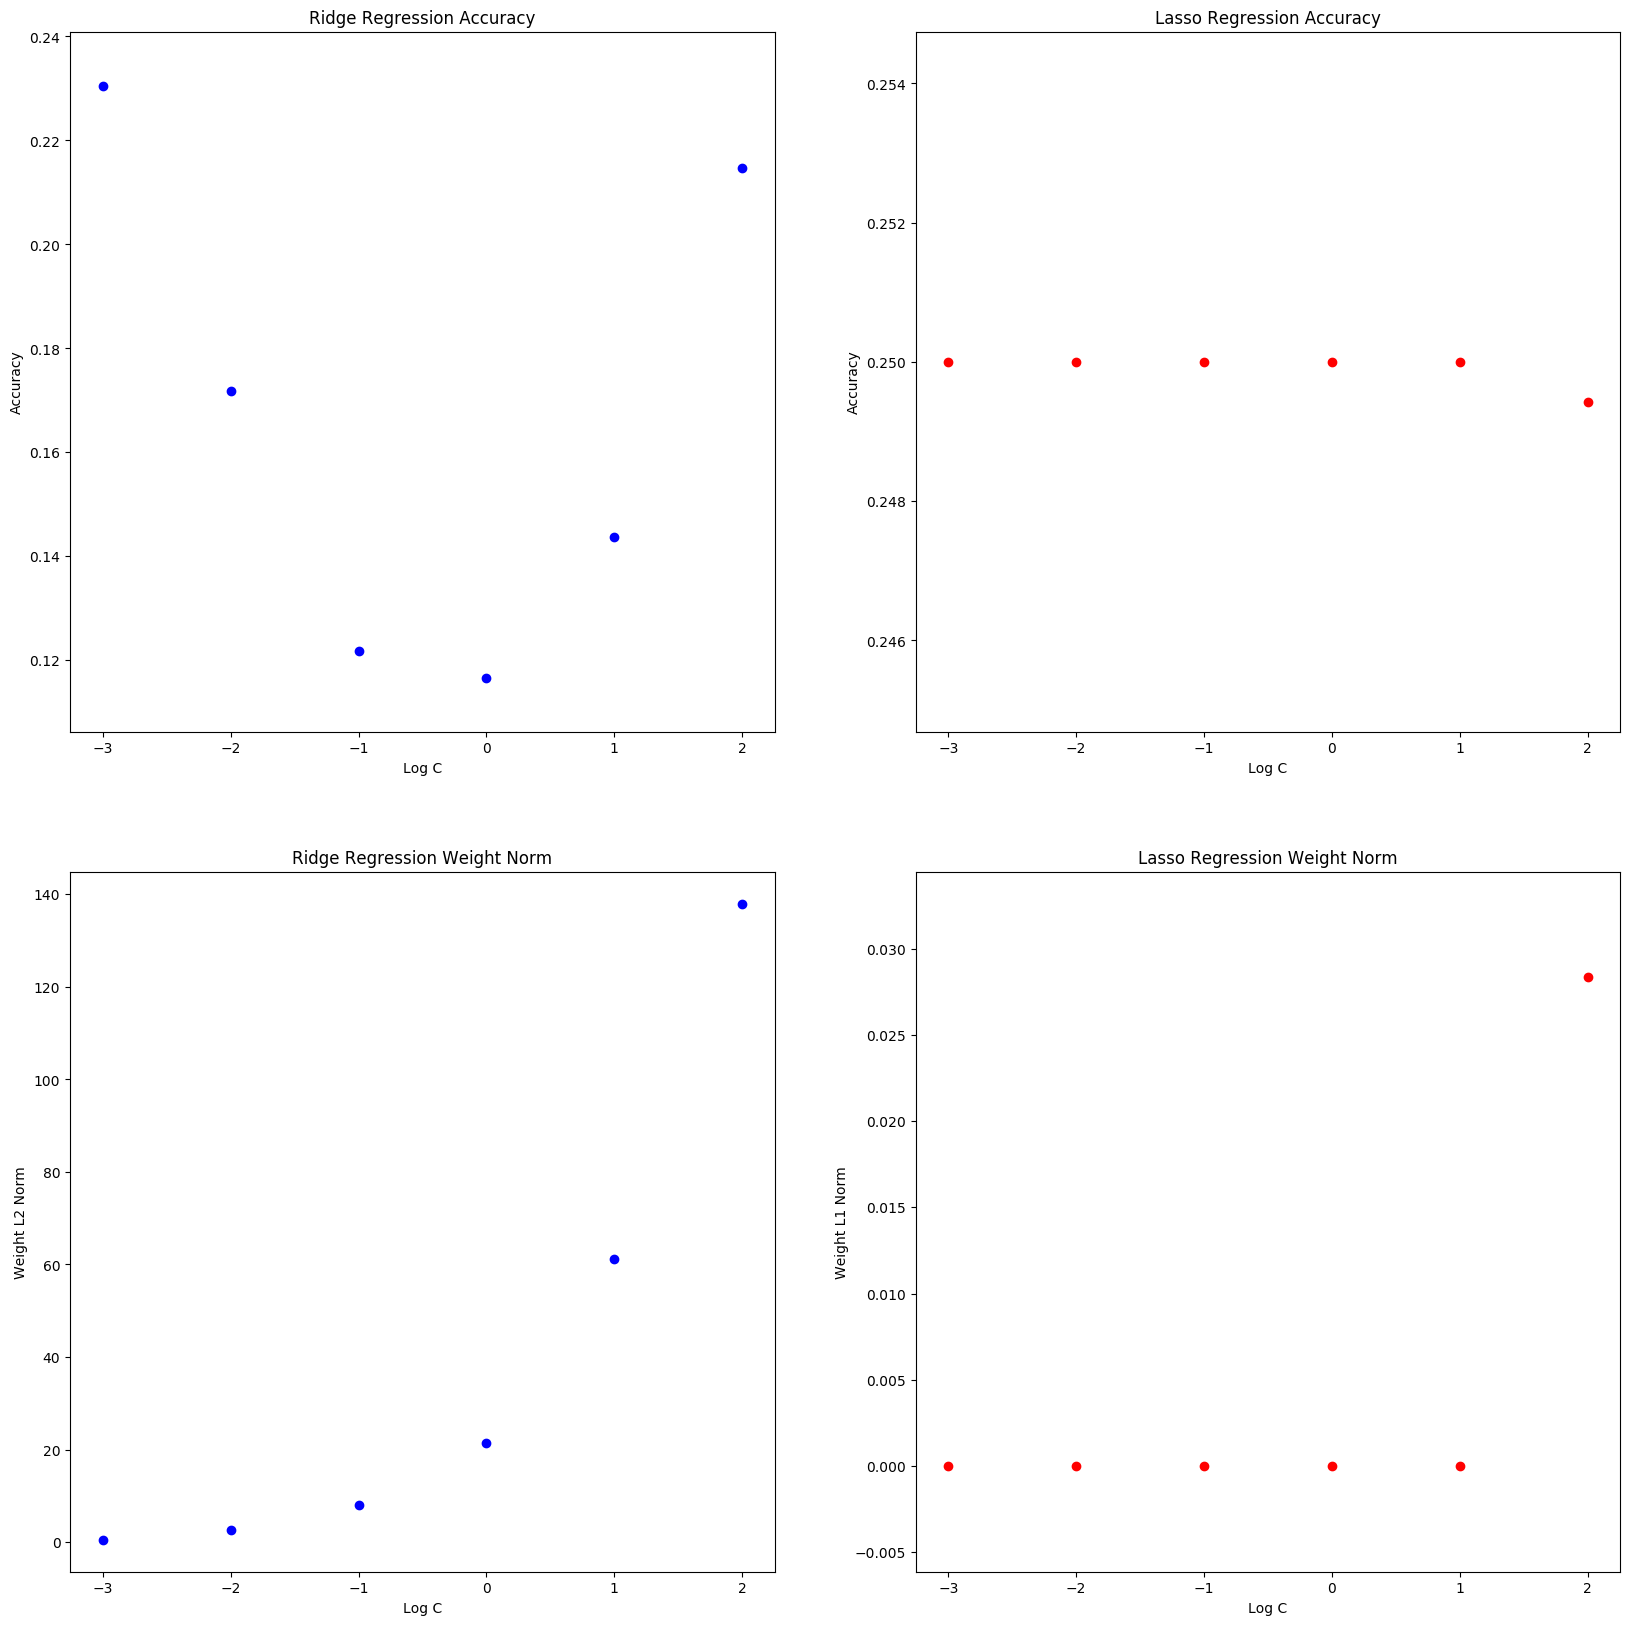 Ridge Regression Accuracy
0.24
0.22
0.20
0.18
0.16
0.14
0.12
Accuracy
−3 −2 −1 0 1 2
Log C
Lasso Regression Accuracy
0.254
0.252
0.250
0.248
0.246
Accuracy
−3 −2 −1 0 1 2
Log C
Ridge Regression Weight Norm
140
120
100
80
60
40
20
0
Weight L2 Norm
−3 −2 −1 0 1 2
Log C
Lasso Regression Weight Norm
0.030
0.025
0.020
0.015
0.010
0.005
0.000
−0.005
Weight L1 Norm
−3 −2 −1 0 1 2
Log C